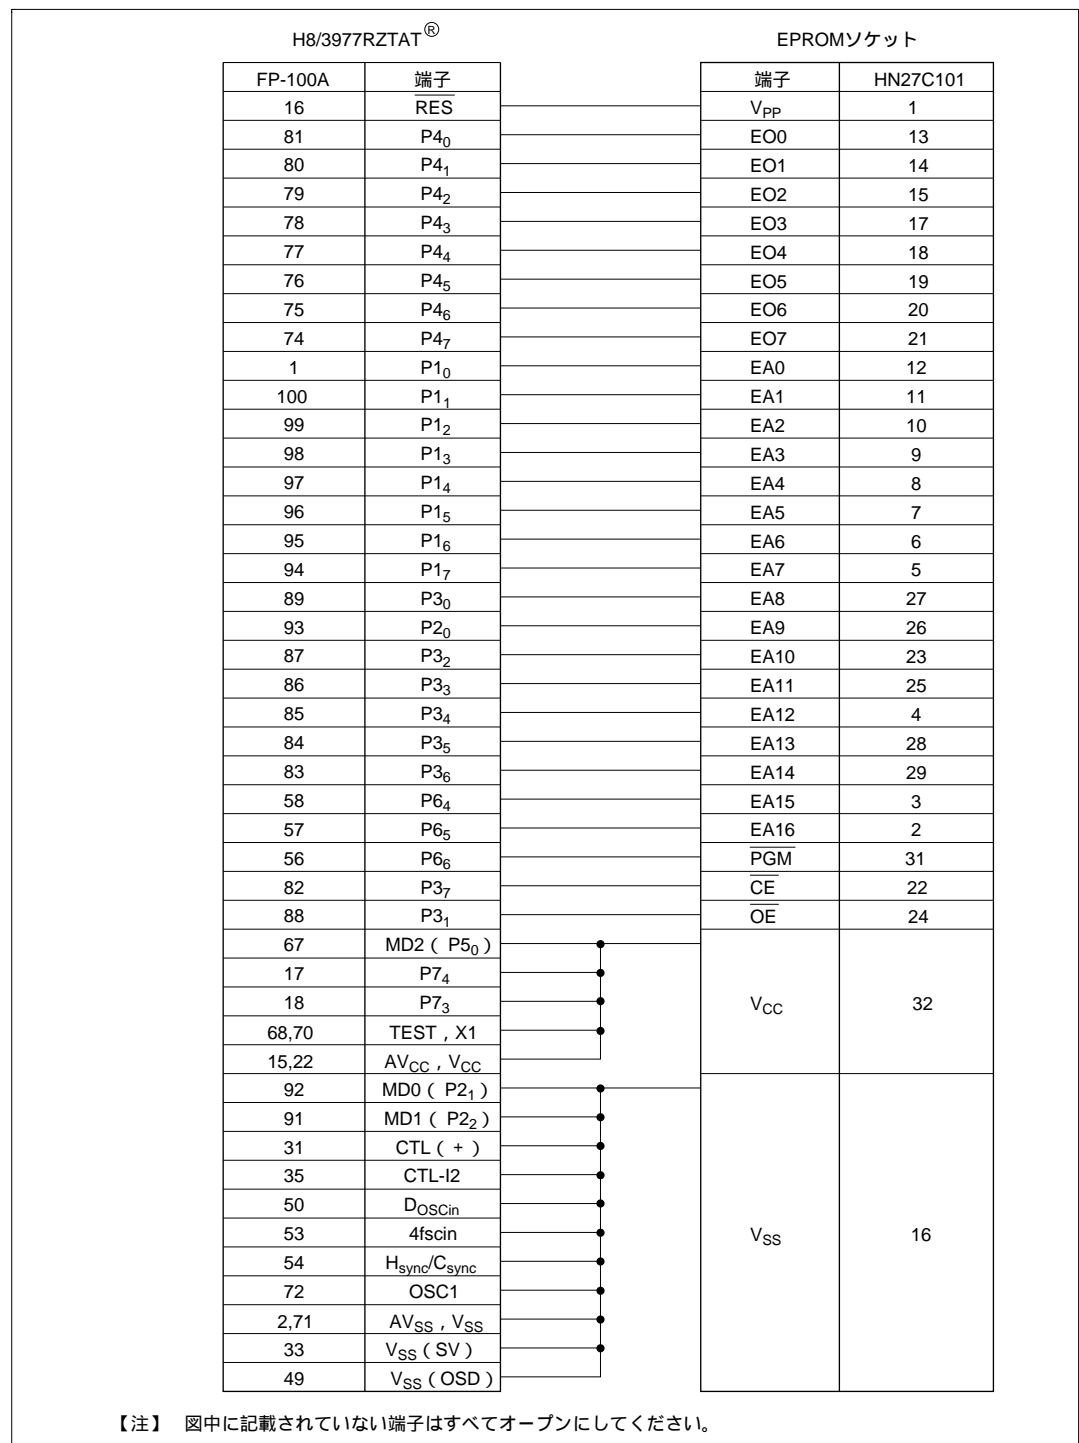 H8/3977RZTAT® EPROMソケット
FP-100A 端子 端子 HN27C101
16 RES VPP 1
81 P40 EO0 13
80 P41 EO1 14
79 P42 EO2 15
78 P43 EO3 17
77 P44 EO4 18
76 P45 EO5 19
75 P46 EO6 20
74 P47 EO7 21
1 P10 EA0 12
100 P11 EA1 11
99 P12 EA2 10
98 P13 EA3 9
97 P14 EA4 8
96 P15 EA5 7
95 P16 EA6 6
94 P17 EA7 5
89 P30 EA8 27
93 P20 EA9 26
87 P32 EA10 23
86 P33 EA11 25
85 P34 EA12 4
84 P35 EA13 28
83 P36 EA14 29
58 P64 EA15 3
57 P65 EA16 2
56 P66 PGM 31
82 P37 CE 22
88 P31 OE 24
67 MD2（P50）
17 P74
18 P73 VCC 32
68,70 TEST，X1
15,22 AVCC，VCC
92 MD0（P21）
91 MD1（P22）
31 CTL（+）
35 CTL-I2
50 DOSCin
53 4fscin VSS 16
54 Hsync/Csync
72 OSC1
2,71 AVSS，VSS
33 VSS（SV）
49 VSS（OSD）
【注】 図中に記載されていない端子はすべてオープンにしてください。